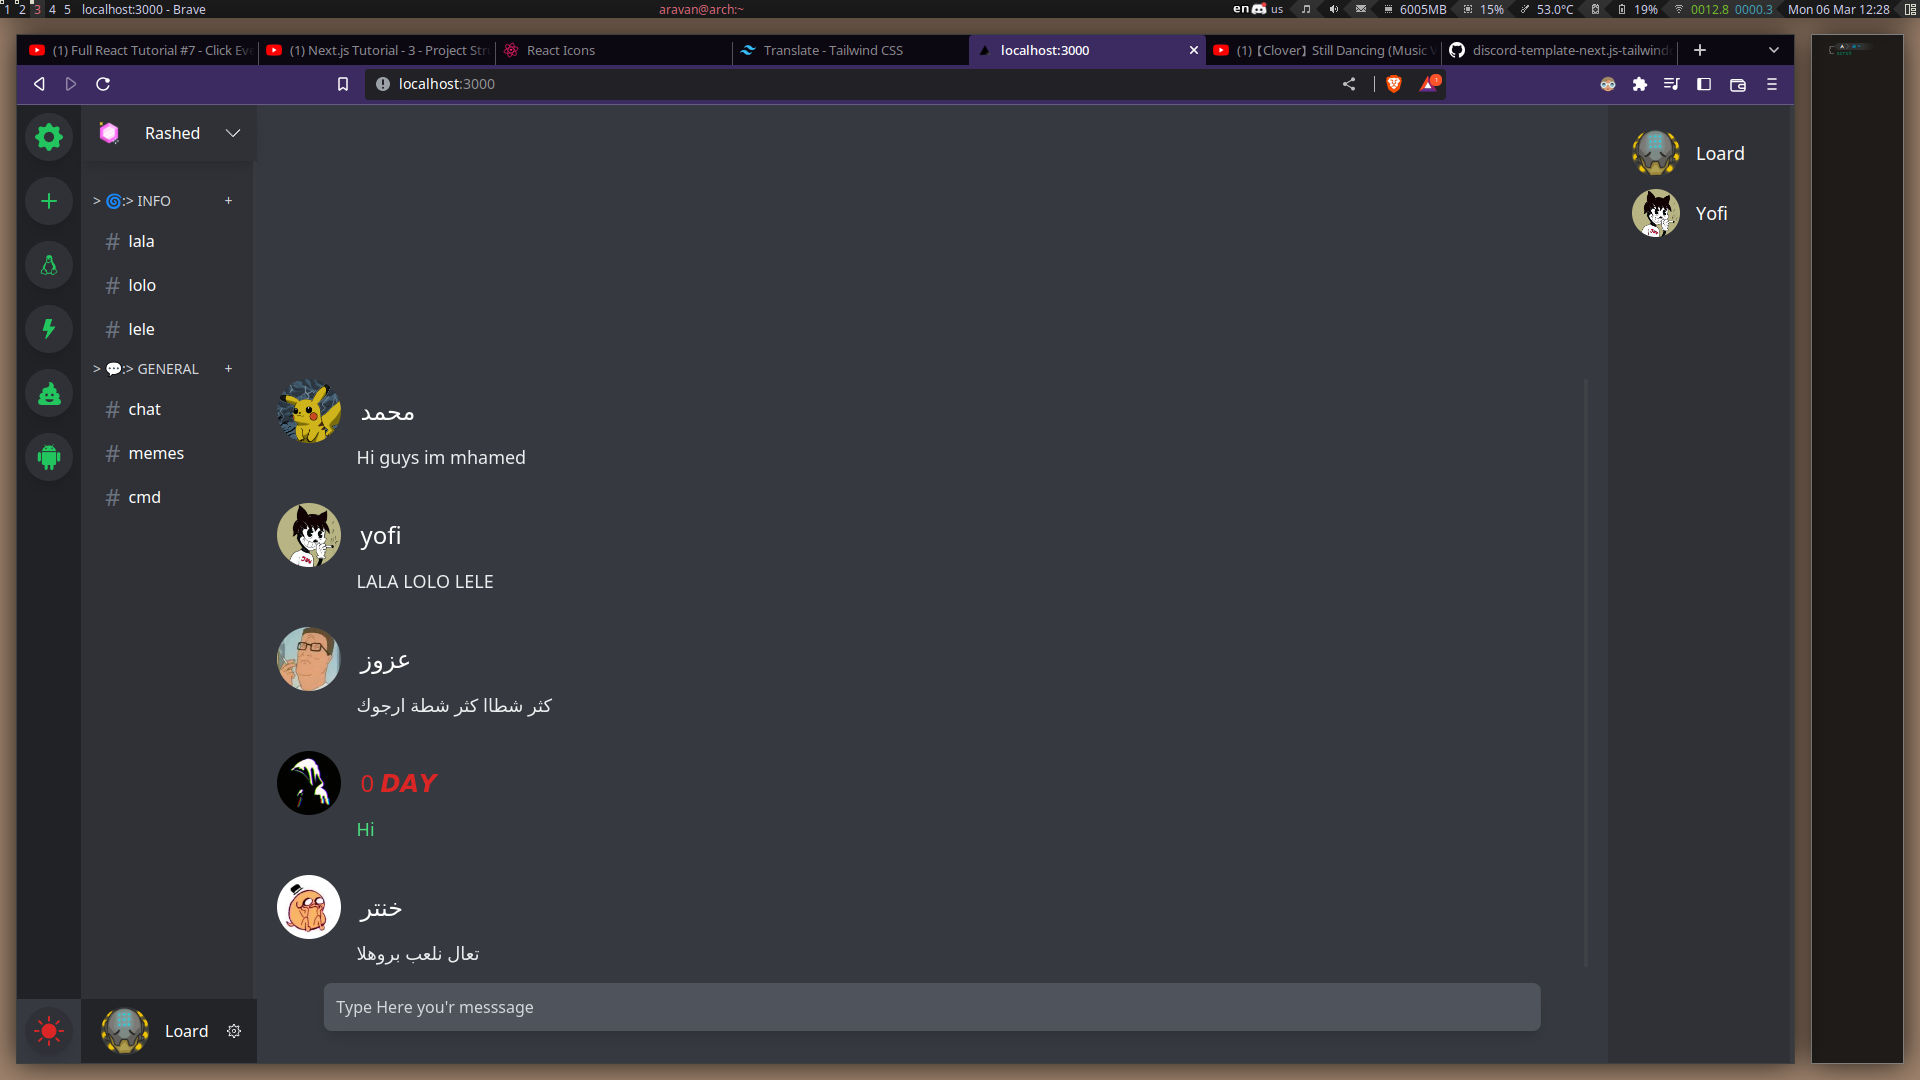 1 2 3 4 5 localhost:3000 - Brave
aravan@arch:~
en us 6005MB 15% 53.0°C 19% 0012.8 0000.3 Mon 06 Mar 12:28
(1) Full React Tutorial #7 - Click Ev
(1) Next.js Tutorial - 3 - Project Str
React Icons
Translate - Tailwind CSS
localhost:3000
(1)【Clover】Still Dancing (Music V
discord-template-next.js-tailwind
localhost:3000
Rashed
> 🌀:> INFO +
# lala
# lolo
# lele
> 💬:> GENERAL +
# chat
# memes
# cmd
Loard
محمد
Hi guys im mhamed
yofi
LALA LOLO LELE
عزوز
كثر شطاا كثر شطة ارجوك
0 DAY
Hi
خنتر
تعال نلعب بروهلا
Type Here you'r messsage
Loard
Yofi